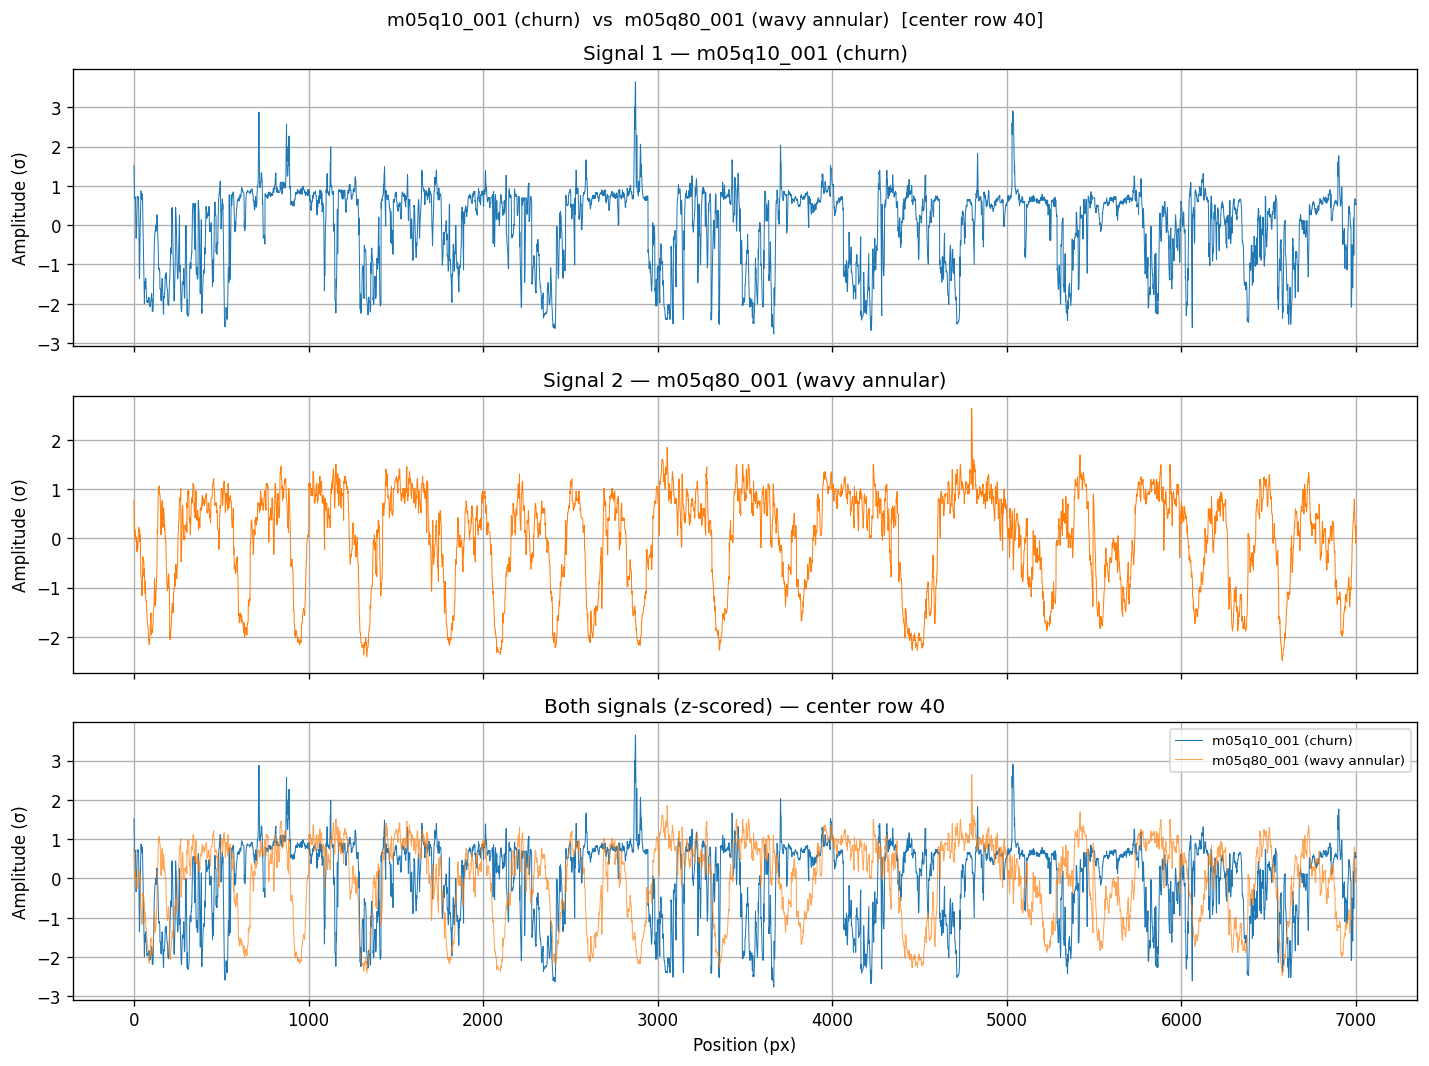 m05q10_001 (churn)  vs  m05q80_001 (wavy annular)  [center row 40]
Signal 1 — m05q10_001 (churn)
Amplitude (σ)
3
2
1
0
−1
−2
−3
Signal 2 — m05q80_001 (wavy annular)
Amplitude (σ)
2
1
0
−1
−2
Both signals (z-scored) — center row 40
Amplitude (σ)
3
2
1
0
−1
−2
−3
m05q10_001 (churn)
m05q80_001 (wavy annular)
0 1000 2000 3000 4000 5000 6000 7000
Position (px)